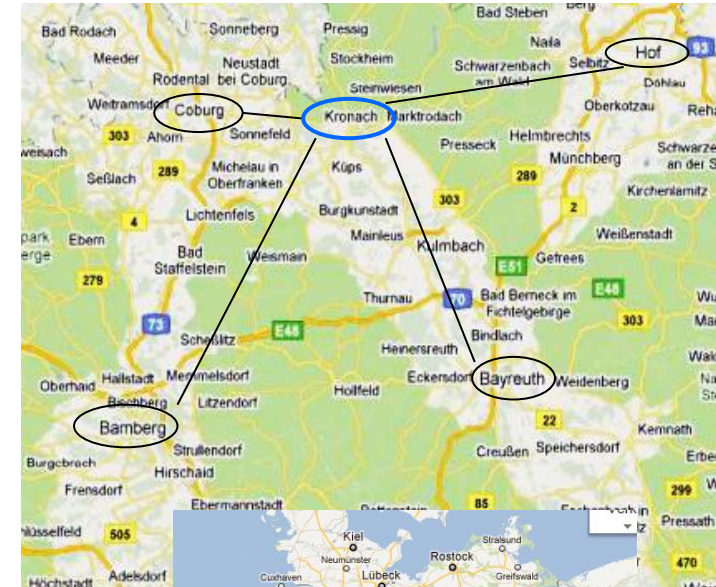 Bad Rodach
Sonneberg
Pressig
Bad Steben
Berg
Meeder
Neustadt
bei Coburg
Stockheim
Naila
Hof
93
Selbitz
Schwarzenbach
am Wald
Rodental
Steinwiesen
Döhlau
Weitramsdorf
Coburg
Kronach
Marktrodach
Oberkotzau
303
Ahorn
Sonnefeld
Presseck
Helmbrechts
Münchberg
Schwarze
an der S
Seßlach
289
Michelau in
Oberfranken
Küps
289
Kirchenlamitz
4
Lichtenfels
Burgkunstadt
303
2
Ebern
Mainleus
Kulmbach
Weißenstadt
Bad
Staffelstein
Weismain
E51
Gefrees
279
Thurnau
70
Bad Berneck im
Fichtelgebirge
E48
73
E48
303
Scheßlitz
Bindlach
Heinersreuth
Oberhaid
Hallstadt
Memmelsdorf
Hollfeld
Eckersdorf
Bayreuth
Weidenberg
Bischberg
Litzendorf
Bamberg
22
Kemnath
Strullendorf
Creußen
Speichersdorf
Burgebrach
Hirschaid
Frensdorf
299
Ebermannstadt
85
Pressath
505
Kiel
Stralsund
Neumünster
Rostock
470
Höchstadt
Adelsdorf
Cuxhaven
Lübeck
Greifswald